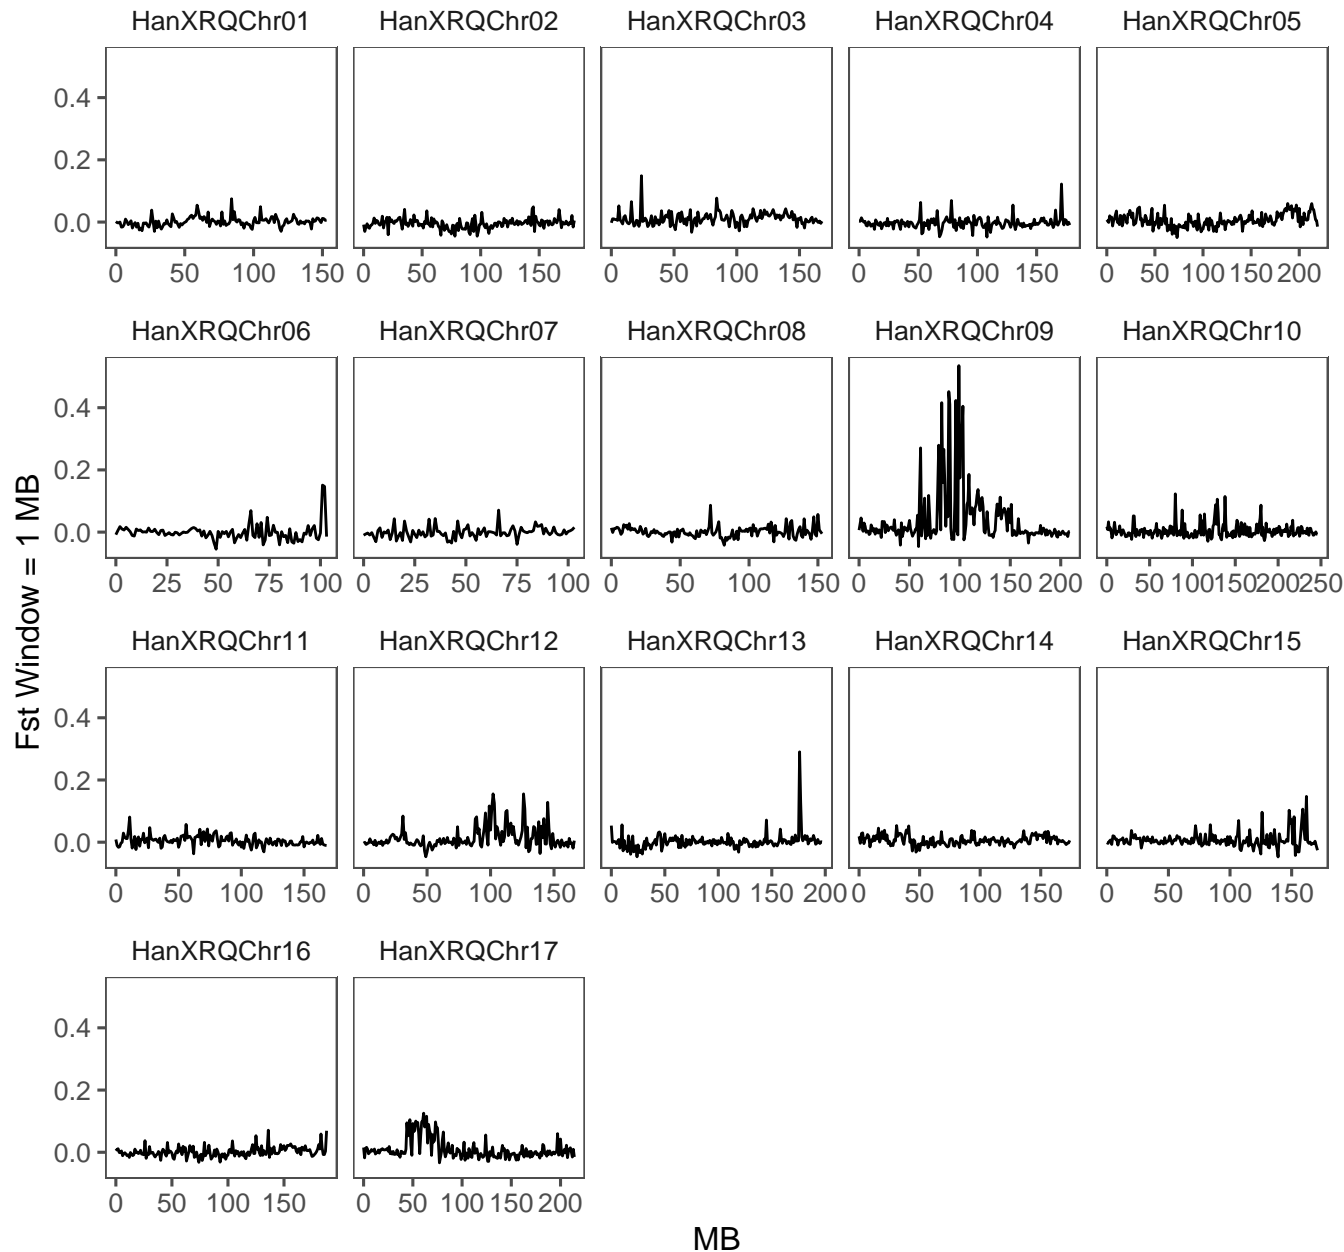 HanXRQChr01 HanXRQChr02 HanXRQChr03 HanXRQChr04 HanXRQChr05
0.4
0.2
0.0
0 50 100 150 0 50 100 150 0 50 100 150 0 50 100 150 0 50 100 150 200
HanXRQChr06 HanXRQChr07 HanXRQChr08 HanXRQChr09 HanXRQChr10
0.4
0.2
0.0
0 25 50 75 100 0 25 50 75 100 0 50 100 150 0 50 100 150 200 0 50 100 150 200 250
Fst Window = 1 MB
HanXRQChr11 HanXRQChr12 HanXRQChr13 HanXRQChr14 HanXRQChr15
0.4
0.2
0.0
0 50 100 150 0 50 100 150 0 50 100 150 200 0 50 100 150 0 50 100 150
HanXRQChr16 HanXRQChr17
0.4
0.2
0.0
0 50 100 150 0 50 100 150 200
MB